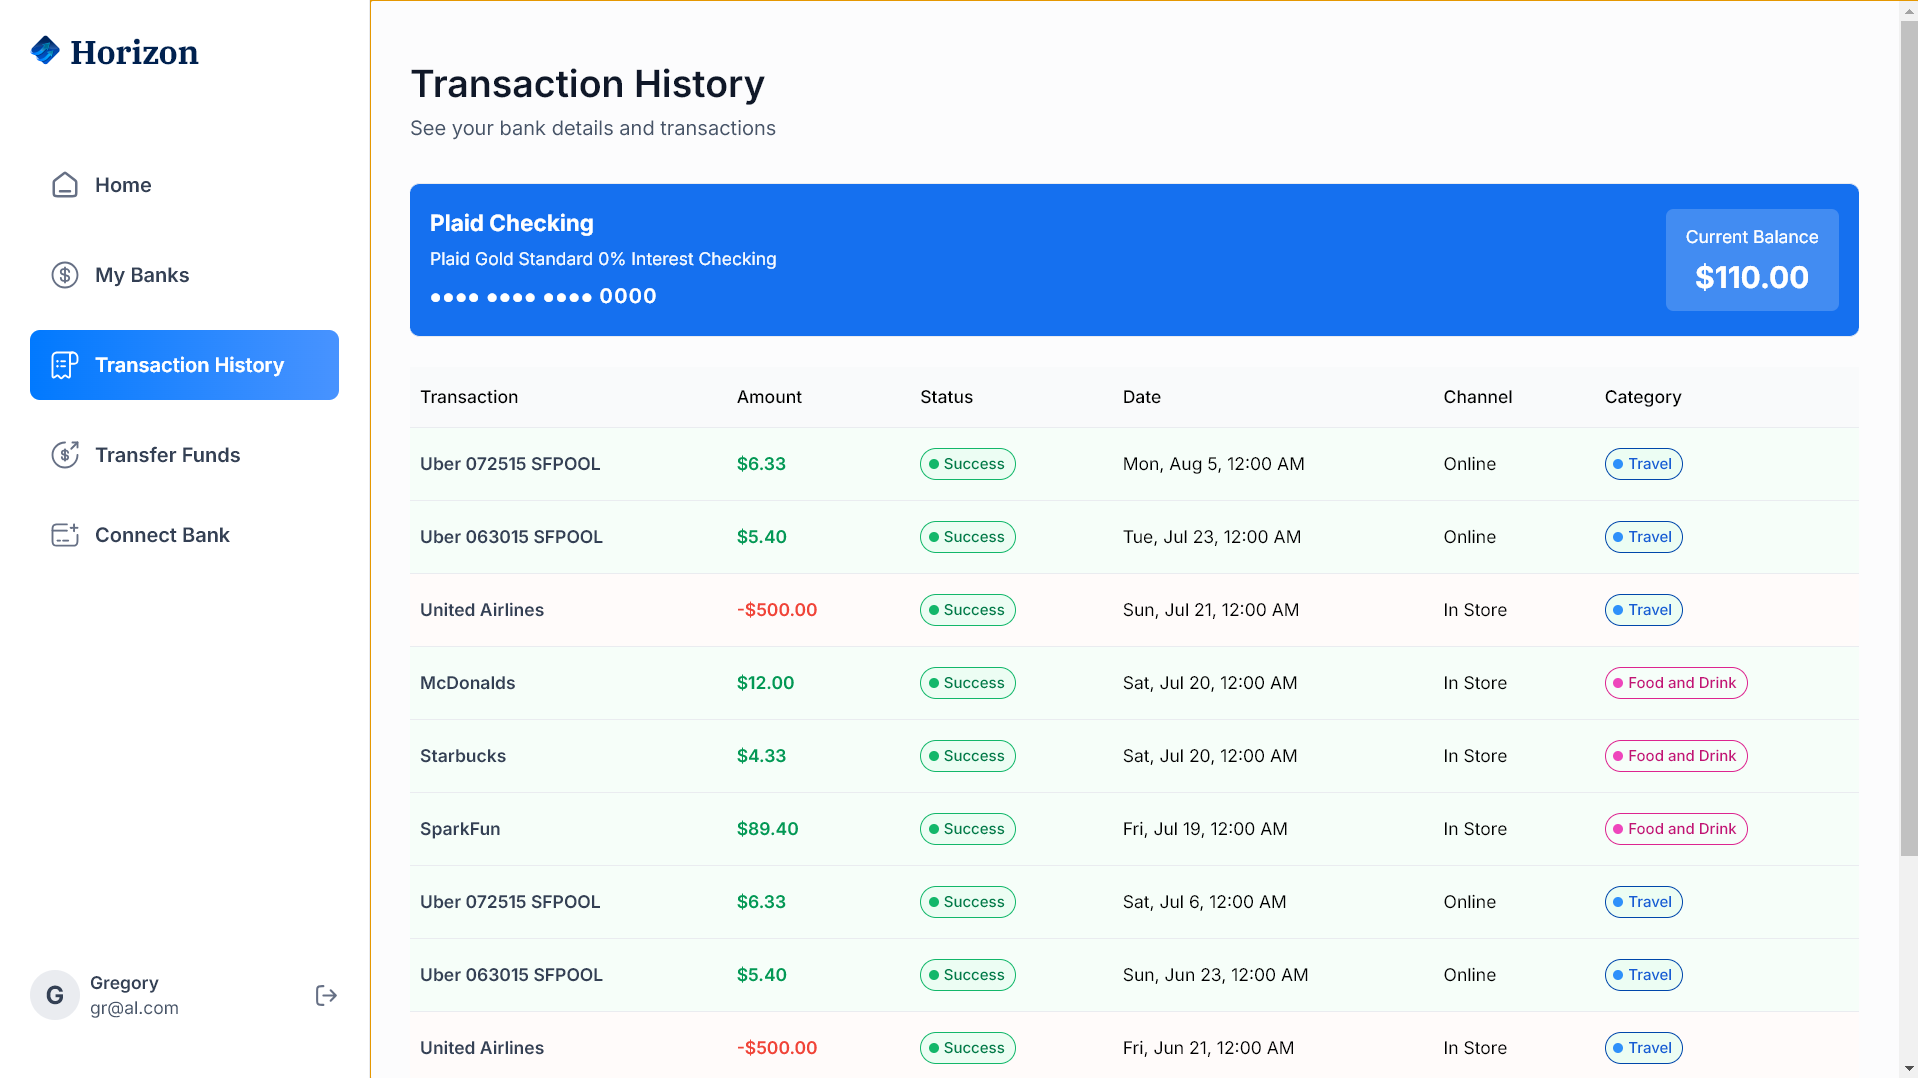 Horizon
Home
My Banks
Transaction History
Transfer Funds
Connect Bank
G
Gregory
gr@al.com
Transaction History
See your bank details and transactions
Plaid Checking
Plaid Gold Standard 0% Interest Checking
●●●● ●●●● ●●●● 0000
Current Balance
$110.00
Transaction Amount Status Date Channel Category
Uber 072515 SFPOOL $6.33 Success Mon, Aug 5, 12:00 AM Online Travel
Uber 063015 SFPOOL $5.40 Success Tue, Jul 23, 12:00 AM Online Travel
United Airlines -$500.00 Success Sun, Jul 21, 12:00 AM In Store Travel
McDonalds $12.00 Success Sat, Jul 20, 12:00 AM In Store Food and Drink
Starbucks $4.33 Success Sat, Jul 20, 12:00 AM In Store Food and Drink
SparkFun $89.40 Success Fri, Jul 19, 12:00 AM In Store Food and Drink
Uber 072515 SFPOOL $6.33 Success Sat, Jul 6, 12:00 AM Online Travel
Uber 063015 SFPOOL $5.40 Success Sun, Jun 23, 12:00 AM Online Travel
United Airlines -$500.00 Success Fri, Jun 21, 12:00 AM In Store Travel